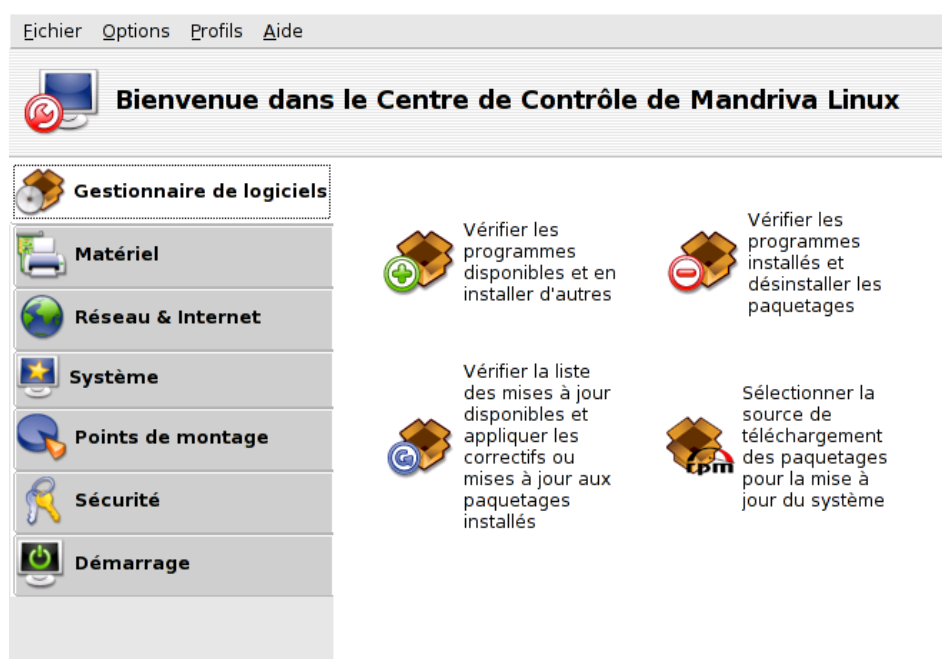 Eichier Options Profils Aide
Bienvenue dans le Centre de Contrôle de Mandriva Linux
Gestionnaire de logiciels
Matériel
Réseau & Internet
Système
Points de montage
Sécurité
Démarrage
Vérifier les
programmes
disponibles et en
installer d'autres
Vérifier les
programmes
installés et
désinstaller les
paquetages
Vérifier la liste
des mises à jour
disponibles et
appliquer les
correctifs ou
mises à jour aux
paquetages
installés
Sélectionner la
source de
téléchargement
des paquetages
pour la mise à
jour du système
rpm